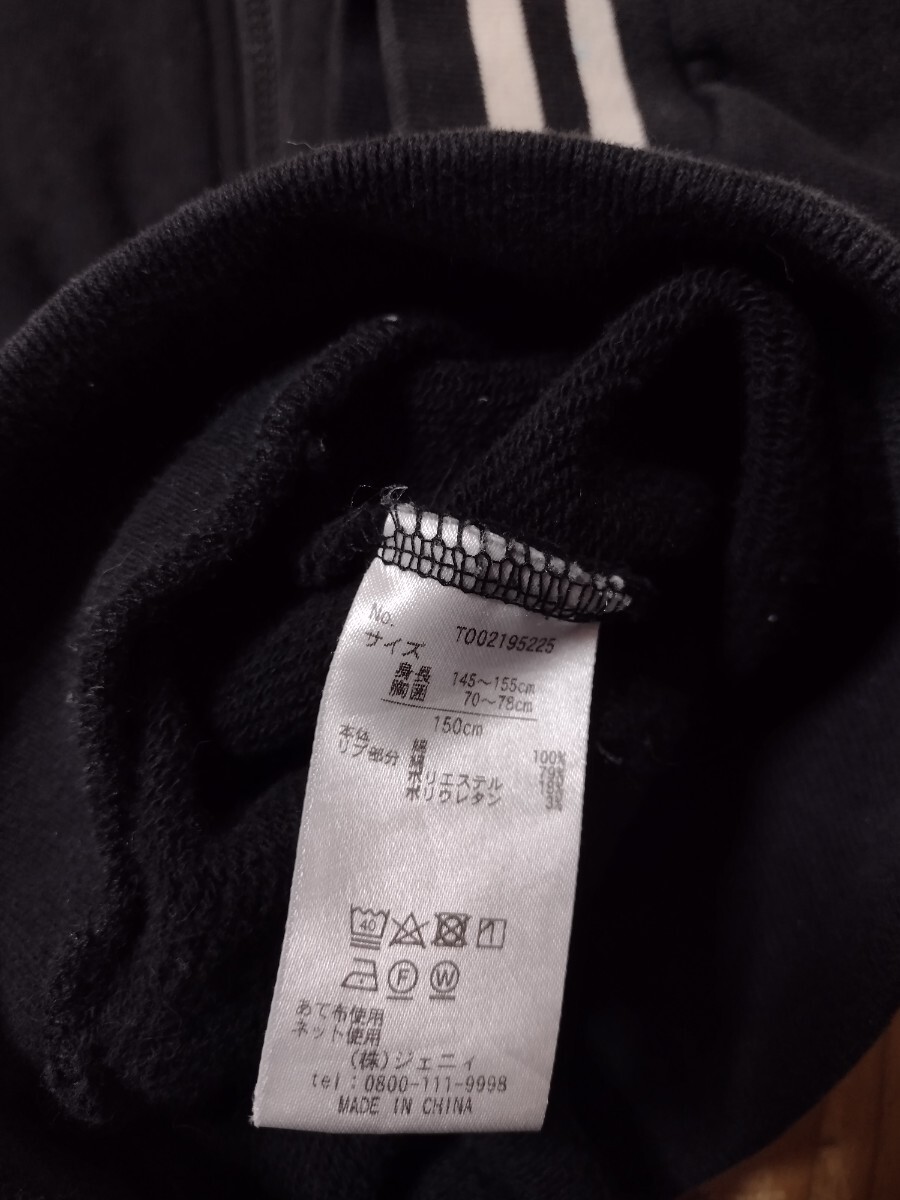 No. T002195225
サイズ
身長 145～155cm
胸囲 70～78cm
150cm
本体 綿 100%
リブ部分 綿
ポリエステル
ポリウレタン
40
F W
あて布使用
ネット使用
(株)ジェニィ
tel：0800-111-9998
MADE IN CHINA